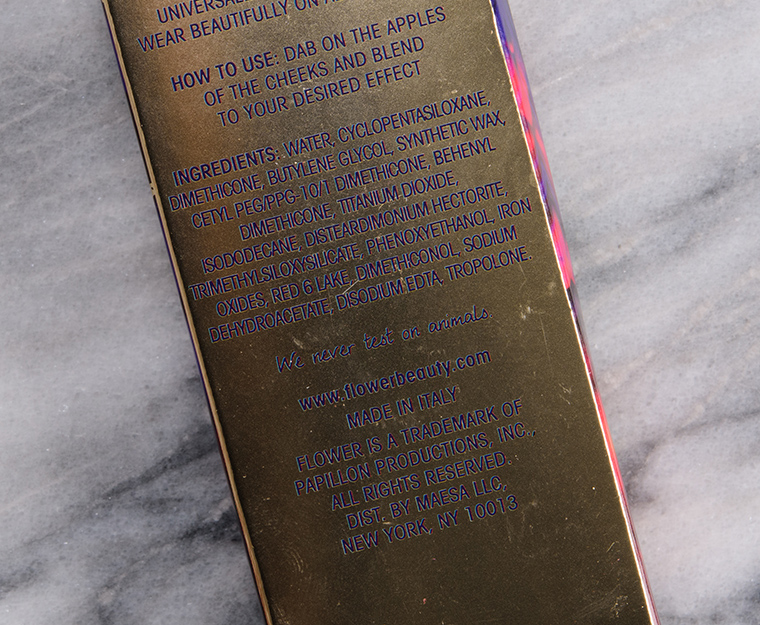 UNIVERSAL
WEAR BEAUTIFULLY ON
HOW TO USE: DAB ON THE APPLES
OF THE CHEEKS AND BLEND
TO YOUR DESIRED EFFECT
INGREDIENTS: WATER, CYCLOPENTASILOXANE,
DIMETHICONE, BUTYLENE GLYCOL, SYNTHETIC WAX,
CETYL PEG/PPG-10/1 DIMETHICONE, BEHENYL
DIMETHICONE, TITANIUM DIOXIDE,
ISODODECANE, DISTEARDIMONIUM HECTORITE,
TRIMETHYLSILOXYSILICATE, PHENOXYETHANOL, IRON
OXIDES, RED 6 LAKE, DIMETHICONOL, SODIUM
DEHYDROACETATE, DISODIUM EDTA, TROPOLONE.
We never test on animals.
www.flowerbeauty.com
MADE IN ITALY
FLOWER IS A TRADEMARK OF
PAPILLON PRODUCTIONS, INC.,
ALL RIGHTS RESERVED.
DIST. BY MAESA LLC,
NEW YORK, NY 10013